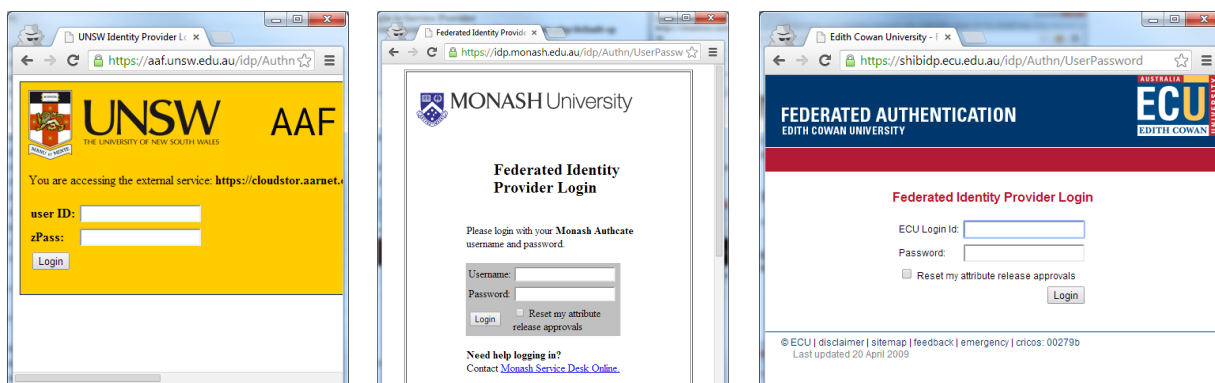 UNSW Identity Provider Lo
https://aaf.unsw.edu.au/idp/Authn
UNSW
THE UNIVERSITY OF NEW SOUTH WALES
AAF
You are accessing the external service: https://cloudstor.aarnet.
user ID:
zPass:
Login
Federated Identity Provide
https://idp.monash.edu.au/idp/Authn/UserPassw
MONASH University
Federated Identity
Provider Login
Please login with your Monash Authcate
username and password.
Username:
Password:
Login
Reset my attribute
release approvals
Need help logging in?
Contact Monash Service Desk Online.
Edith Cowan University - F
https://shibidp.ecu.edu.au/idp/Authn/UserPassword
FEDERATED AUTHENTICATION
EDITH COWAN UNIVERSITY
AUSTRALIA
ECU
EDITH COWAN
UNIVERSITY
Federated Identity Provider Login
ECU Login Id:
Password:
Reset my attribute release approvals
Login
© ECU | disclaimer | sitemap | feedback | emergency | cricos: 00279b
Last updated 20 April 2009